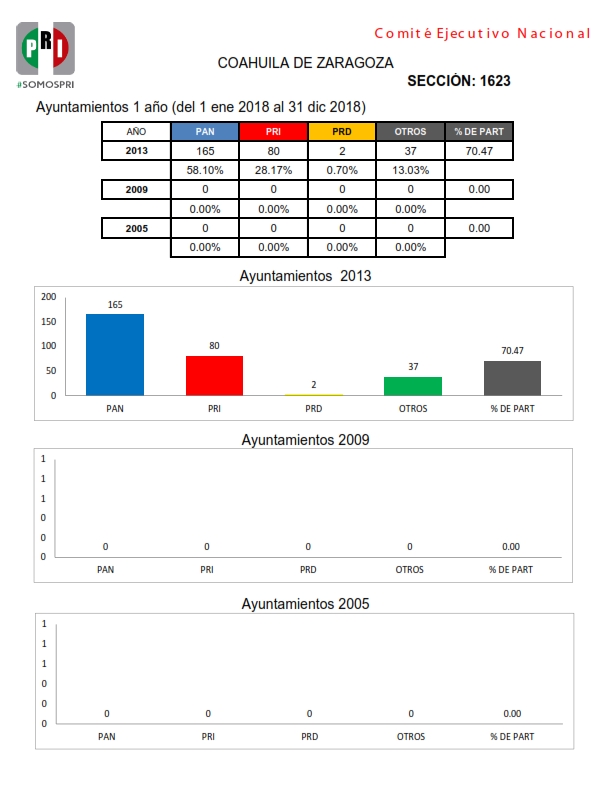 Comité Ejecutivo Nacional
PRI
#SOMOSPRI
COAHUILA DE ZARAGOZA
SECCIÓN: 1623
Ayuntamientos 1 año (del 1 ene 2018 al 31 dic 2018)
AÑO PAN PRI PRD OTROS % DE PART
2013 165 80 2 37 70.47
58.10% 28.17% 0.70% 13.03%
2009 0 0 0 0 0.00
0.00% 0.00% 0.00% 0.00%
2005 0 0 0 0 0.00
0.00% 0.00% 0.00% 0.00%
Ayuntamientos 2013
200
165
150
100
80
70.47
50
37
2
0
PAN PRI PRD OTROS % DE PART
Ayuntamientos 2009
1
1
1
0
0
0 0 0 0 0.00
0
PAN PRI PRD OTROS % DE PART
Ayuntamientos 2005
1
1
1
0
0
0 0 0 0 0.00
0
PAN PRI PRD OTROS % DE PART